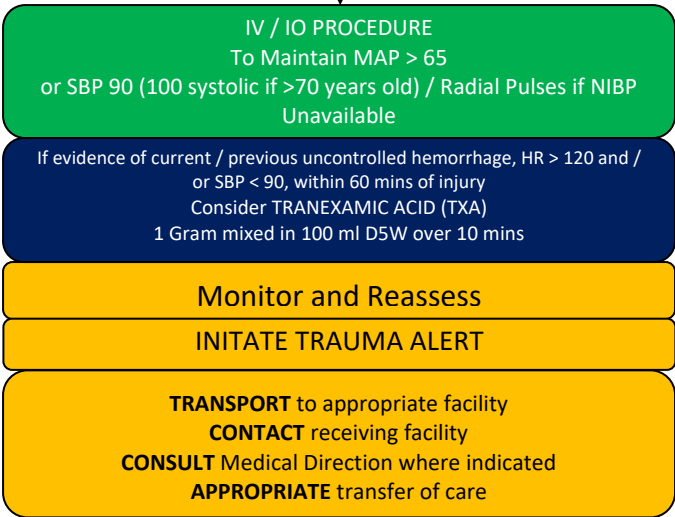 IV / IO PROCEDURE
To Maintain MAP > 65
or SBP 90 (100 systolic if >70 years old) / Radial Pulses if NIBP
Unavailable
If evidence of current / previous uncontrolled hemorrhage, HR > 120 and /
or SBP < 90, within 60 mins of injury
Consider TRANEXAMIC ACID (TXA)
1 Gram mixed in 100 ml D5W over 10 mins
Monitor and Reassess
INITATE TRAUMA ALERT
TRANSPORT to appropriate facility
CONTACT receiving facility
CONSULT Medical Direction where indicated
APPROPRIATE transfer of care